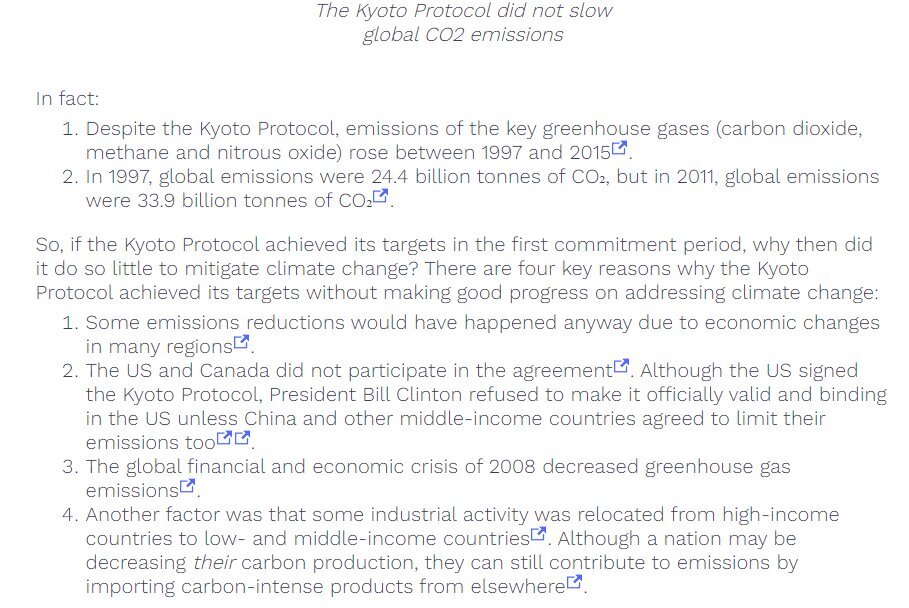 The Kyoto Protocol did not slow
global CO2 emissions
In fact:
1. Despite the Kyoto Protocol, emissions of the key greenhouse gases (carbon dioxide,
methane and nitrous oxide) rose between 1997 and 2015.
2. In 1997, global emissions were 24.4 billion tonnes of CO₂, but in 2011, global emissions
were 33.9 billion tonnes of CO₂.
So, if the Kyoto Protocol achieved its targets in the first commitment period, why then did
it do so little to mitigate climate change? There are four key reasons why the Kyoto
Protocol achieved its targets without making good progress on addressing climate change:
1. Some emissions reductions would have happened anyway due to economic changes
in many regions.
2. The US and Canada did not participate in the agreement. Although the US signed
the Kyoto Protocol, President Bill Clinton refused to make it officially valid and binding
in the US unless China and other middle-income countries agreed to limit their
emissions too.
3. The global financial and economic crisis of 2008 decreased greenhouse gas
emissions.
4. Another factor was that some industrial activity was relocated from high-income
countries to low- and middle-income countries. Although a nation may be
decreasing their carbon production, they can still contribute to emissions by
importing carbon-intense products from elsewhere.